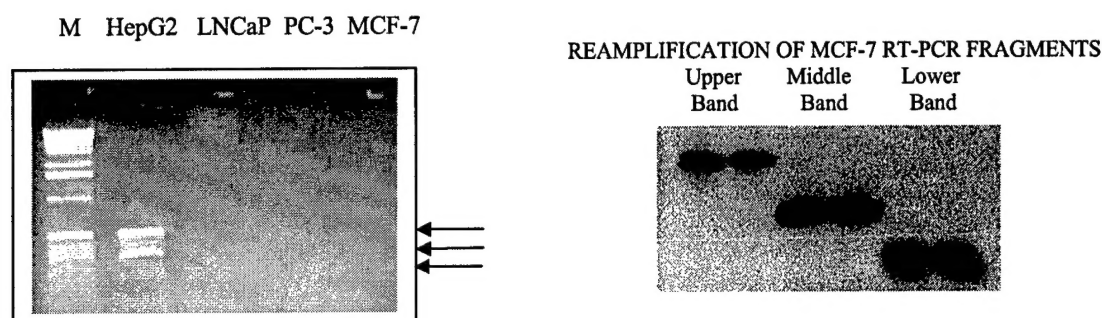 M HepG2 LNCaP PC-3 MCF-7
REAMPLIFICATION OF MCF-7 RT-PCR FRAGMENTS
Upper Middle Lower
Band Band Band